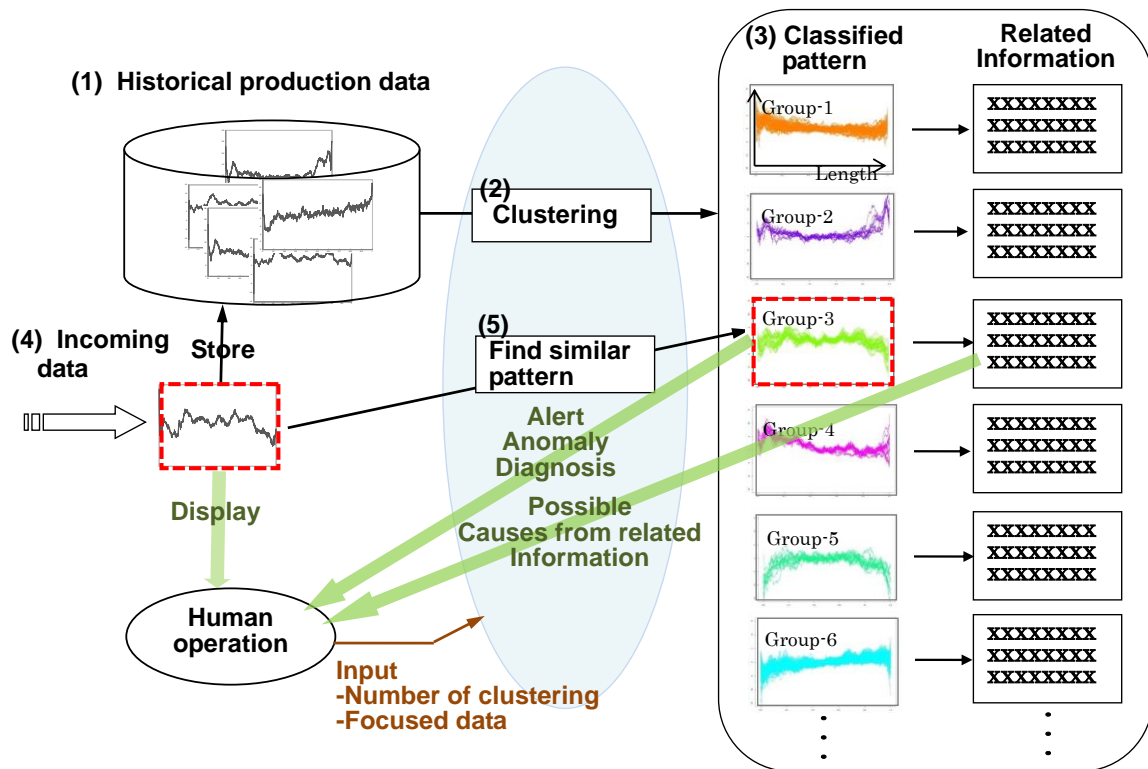 (1) Historical production data
(2)
Clustering
(3) Classified
pattern
Related
Information
Group-1
Length
XXXXXXXX
XXXXXXXX
XXXXXXXX
Group-2
XXXXXXXX
XXXXXXXX
XXXXXXXX
Group-3
XXXXXXXX
XXXXXXXX
XXXXXXXX
Group-4
XXXXXXXX
XXXXXXXX
XXXXXXXX
Group-5
XXXXXXXX
XXXXXXXX
XXXXXXXX
Group-6
XXXXXXXX
XXXXXXXX
XXXXXXXX
(4) Incoming
data
Store
(5)
Find similar
pattern
Alert
Anomaly
Diagnosis
Possible
Causes from related
Information
Display
Human
operation
Input
-Number of clustering
-Focused data